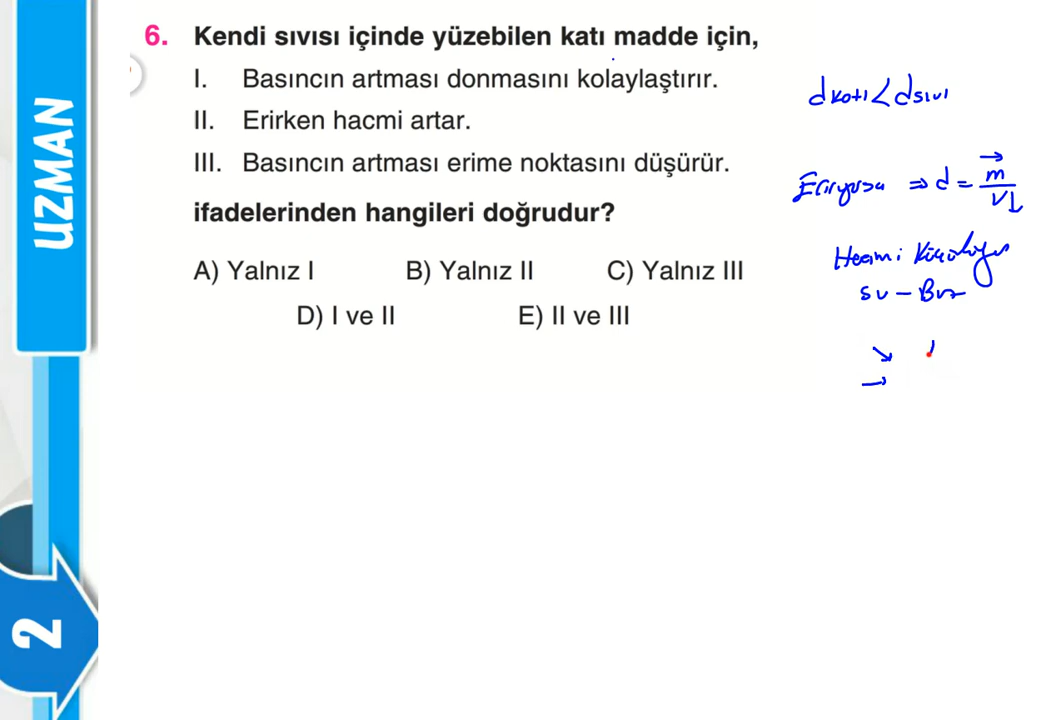 UZMAN
2
6. Kendi sıvısı içinde yüzebilen katı madde için,
I. Basıncın artması donmasını kolaylaştırır.
II. Erirken hacmi artar.
III. Basıncın artması erime noktasını düşürür.
ifadelerinden hangileri doğrudur?
A) Yalnız I B) Yalnız II C) Yalnız III
D) I ve II E) II ve III
dkatı < dsıvı
Eriyorsa ⇒ d = m / V↓
Hacmi Küçülüyor
Su – Buz